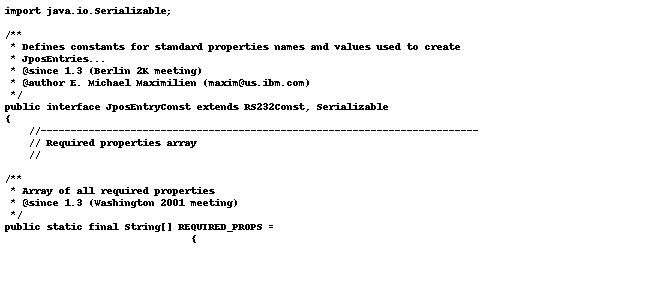 import java.io.Serializable;
/**
 * Defines constants for standard properties names and values used to create
 * JposEntries...
 * @since 1.3 (Berlin 2K meeting)
 * @author E. Michael Maximilien (maxim@us.ibm.com)
 */
public interface JposEntryConst extends RS232Const, Serializable
{
    //-------------------------------------------------------------------------
    // Required properties array
    //
/**
 * Array of all required properties
 * @since 1.3 (Washington 2001 meeting)
 */
public static final String[] REQUIRED_PROPS =
                               {